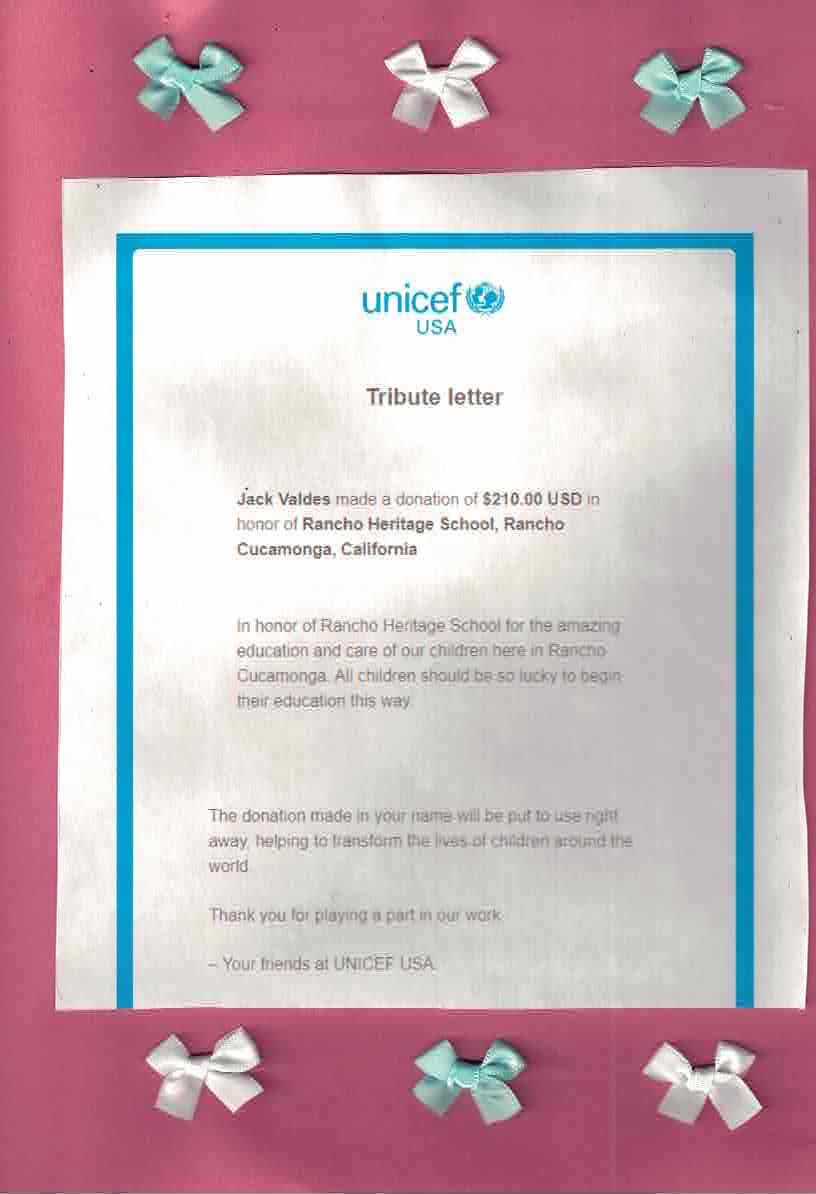 unicef
USA
Tribute letter
Jack Valdes made a donation of $210.00 USD in
honor of Rancho Heritage School, Rancho
Cucamonga, California
In honor of Rancho Heritage School for the amazing
education and care of our children here in Rancho
Cucamonga. All children should be so lucky to begin
their education this way.
The donation made in your name will be put to use right
away, helping to transform the lives of children around the
world.
Thank you for playing a part in our work.
– Your friends at UNICEF USA.